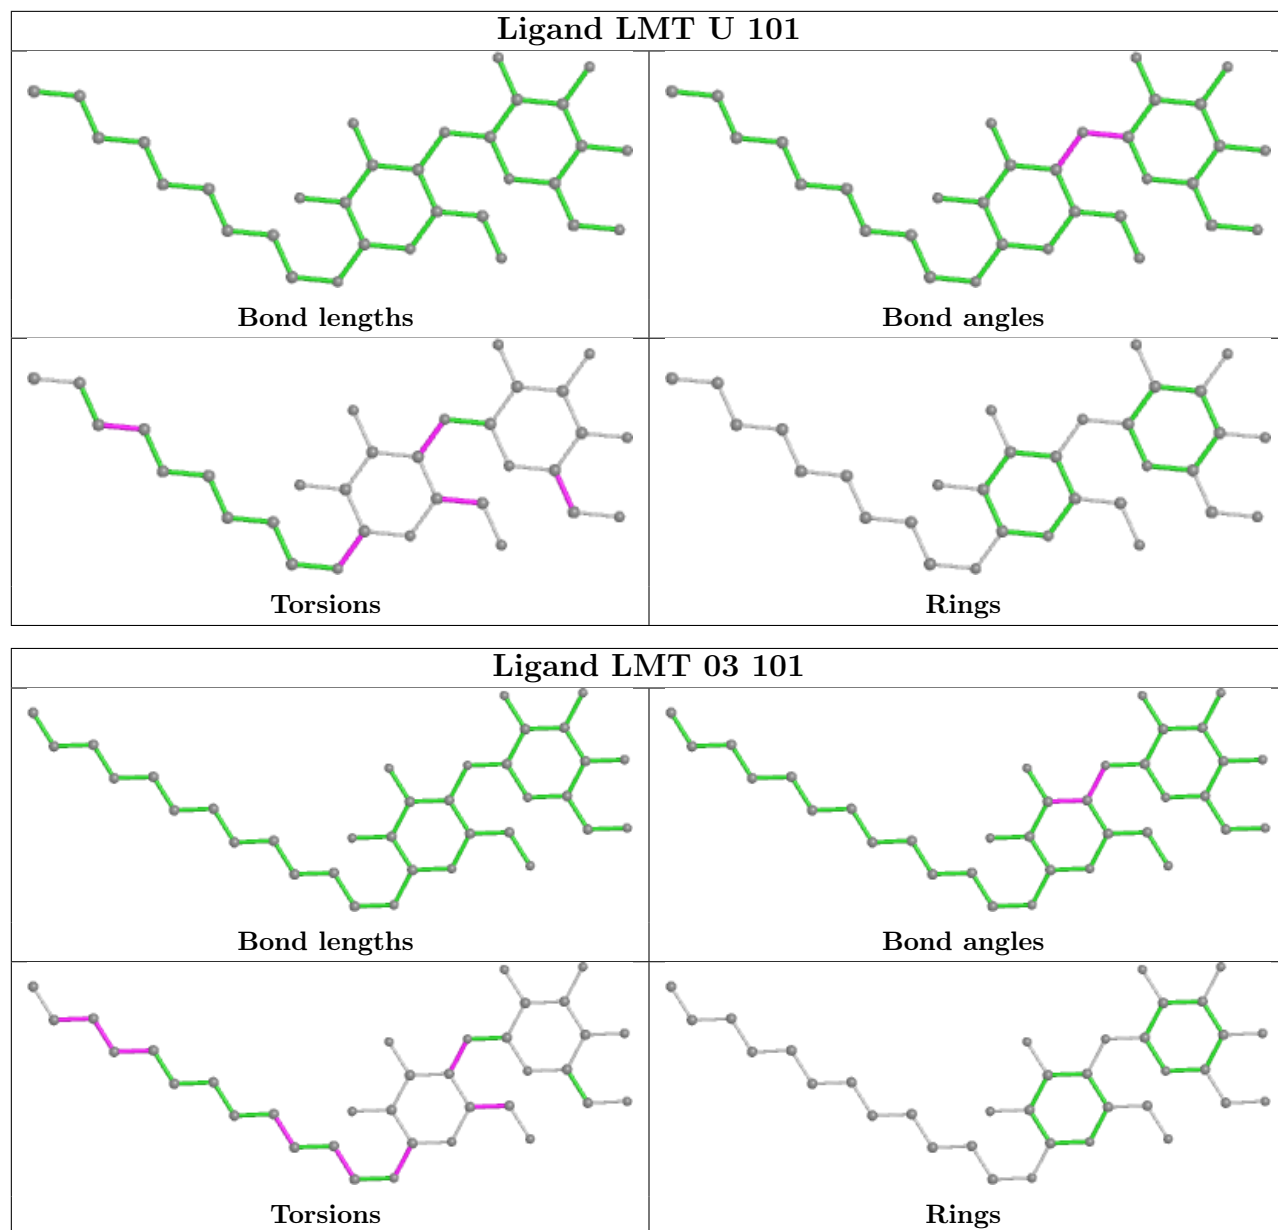 Ligand LMT U 101
Bond lengths
Bond angles
Torsions
Rings
Ligand LMT 03 101
Bond lengths
Bond angles
Torsions
Rings